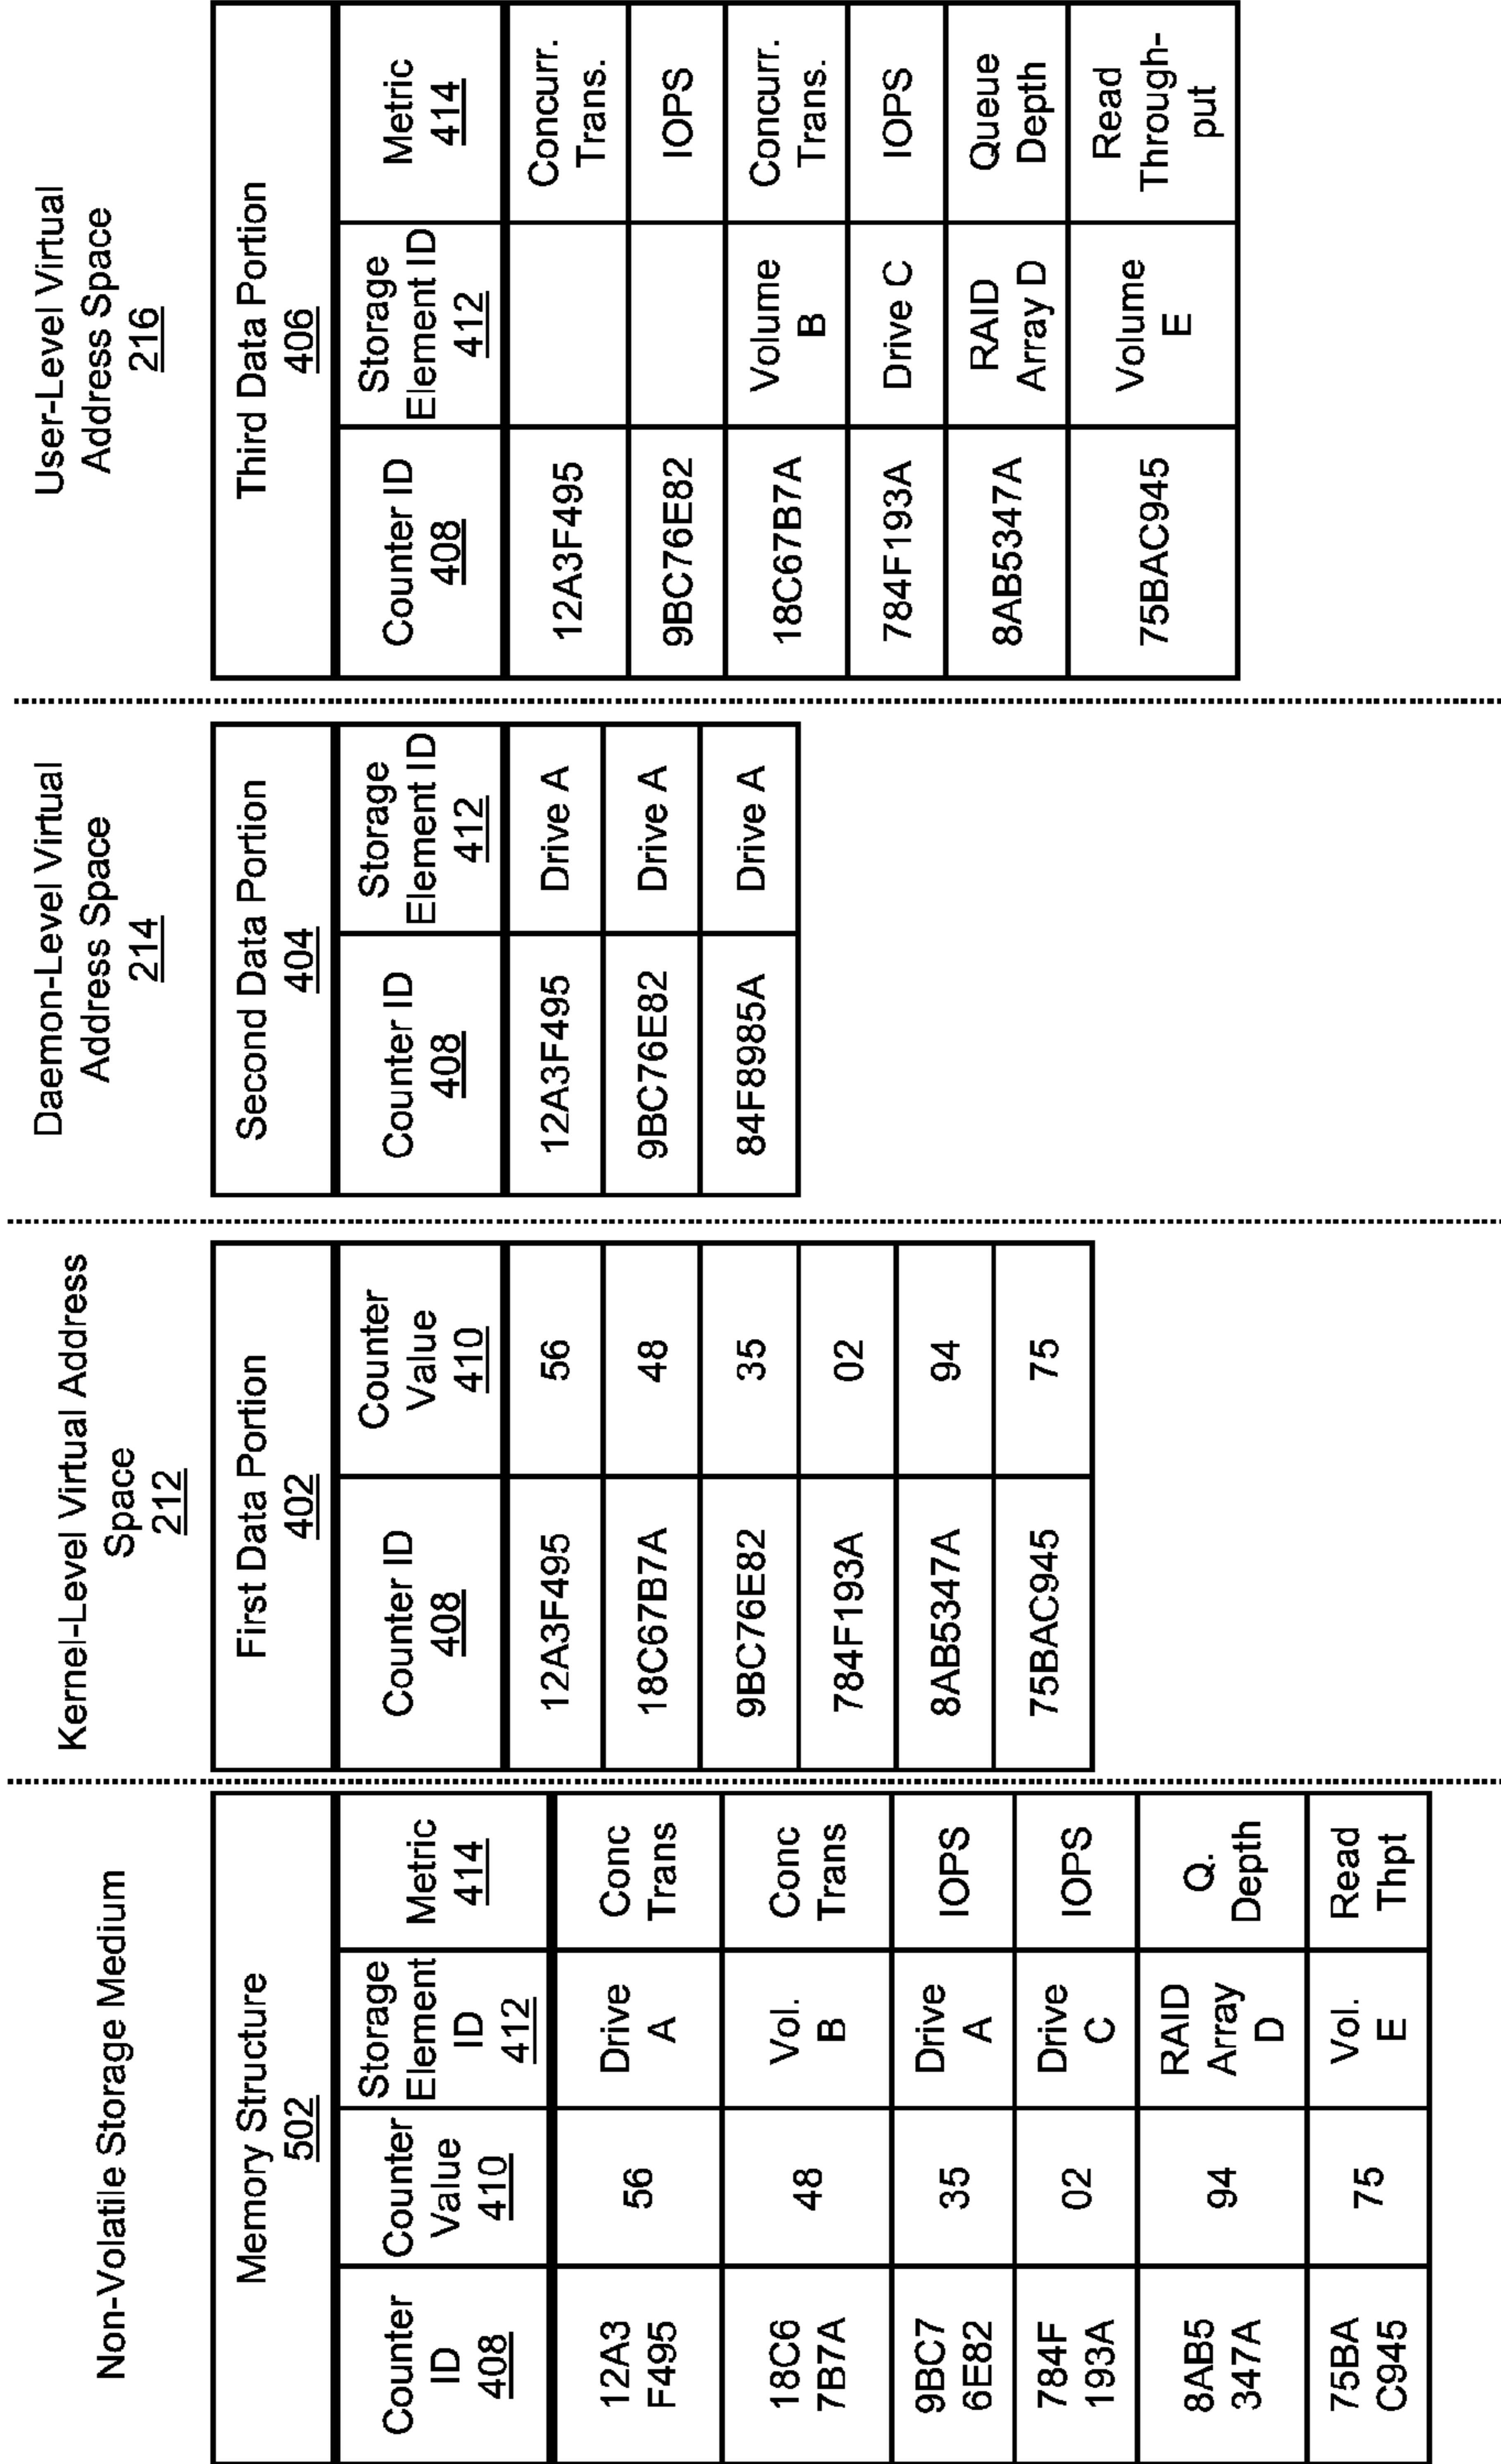 Non-Volatile Storage Medium
Memory Structure
502
Counter
ID
408
Counter
Value
410
Storage
Element
ID
412
Metric
414
12A3
F495
56
Drive
A
Conc
Trans
18C6
7B7A
48
Vol.
B
Conc
Trans
9BC7
6E82
35
Drive
A
IOPS
784F
193A
02
Drive
C
IOPS
8AB5
347A
94
RAID
Array
D
Q.
Depth
75BA
C945
75
Vol.
E
Read
Thpt
Kernel-Level Virtual Address
Space
212
First Data Portion
402
Counter ID
408
Counter
Value
410
12A3F495
56
18C67B7A
48
9BC76E82
35
784F193A
02
8AB5347A
94
75BAC945
75
Daemon-Level Virtual
Address Space
214
Second Data Portion
404
Counter ID
408
Storage
Element ID
412
12A3F495
Drive A
9BC76E82
Drive A
84F8985A
Drive A
User-Level Virtual
Address Space
216
Third Data Portion
406
Counter ID
408
Storage
Element ID
412
Metric
414
12A3F495
Concurr.
Trans.
9BC76E82
IOPS
18C67B7A
Volume
B
Concurr.
Trans.
784F193A
Drive C
IOPS
8AB5347A
RAID
Array D
Queue
Depth
75BAC945
Volume
E
Read
Through-
put